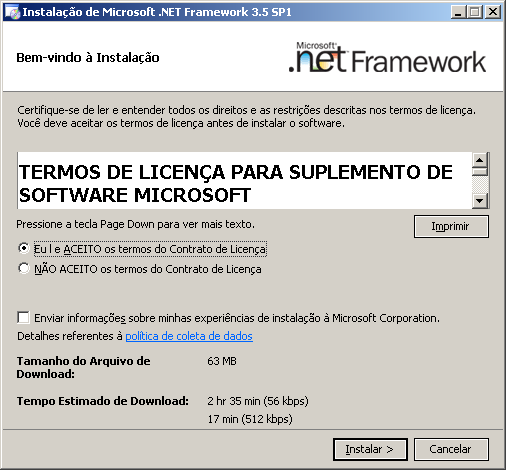 Instalação de Microsoft .NET Framework 3.5 SP1
Bem-vindo à Instalação
Microsoft®
.net Framework
Certifique-se de ler e entender todos os direitos e as restrições descritas nos termos de licença.
Você deve aceitar os termos de licença antes de instalar o software.
TERMOS DE LICENÇA PARA SUPLEMENTO DE
SOFTWARE MICROSOFT
Pressione a tecla Page Down para ver mais texto.
Imprimir
Eu l e ACEITO os termos do Contrato de Licença
NÃO ACEITO os termos do Contrato de Licença
Enviar informações sobre minhas experiências de instalação à Microsoft Corporation.
Detalhes referentes à política de coleta de dados
Tamanho do Arquivo de 63 MB
Download:
Tempo Estimado de Download: 2 hr 35 min (56 kbps)
17 min (512 kbps)
Instalar > Cancelar